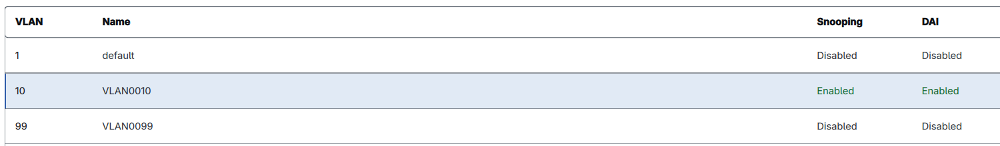 VLAN Name Snooping DAI
1 default Disabled Disabled
10 VLAN0010 Enabled Enabled
99 VLAN0099 Disabled Disabled